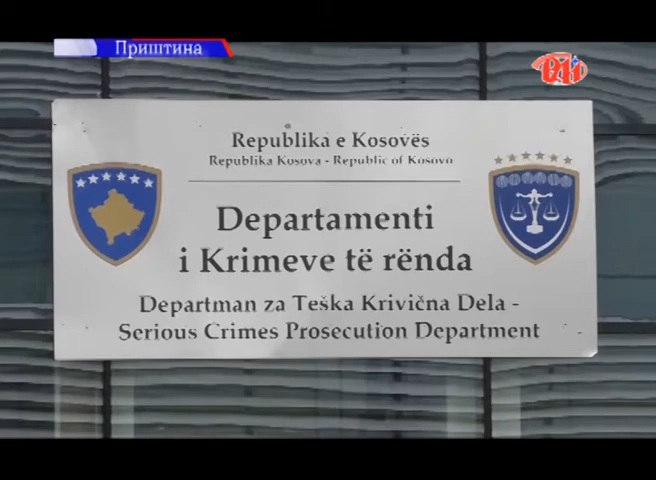 Приштина
Republika e Kosovës
Republika Kosova - Republic of Kosovo
Departamenti
i Krimeve të rënda
Departman za Teška Krivična Dela -
Serious Crimes Prosecution Department